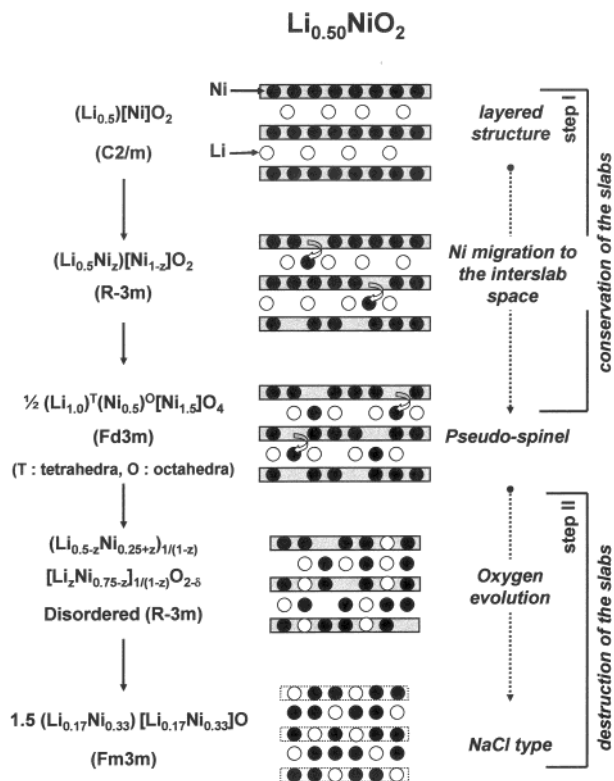 Li0.50NiO2
(Li0.5)[Ni]O2
(C2/m)
Ni
Li
layered
structure
step I
(Li0.5Niz)[Ni1-z]O2
(R-3m)
Ni migration to
the interslab
space
conservation of the slabs
½ (Li1.0)T(Ni0.5)O[Ni1.5]O4
(Fd3m)
(T : tetrahedra, O : octahedra)
Pseudo-spinel
(Li0.5-zNi0.25+z)1/(1-z)
[LizNi0.75-z]1/(1-z)O2-δ
Disordered (R-3m)
Oxygen
evolution
step II
destruction of the slabs
1.5 (Li0.17Ni0.33) [Li0.17Ni0.33]O
(Fm3m)
NaCl type